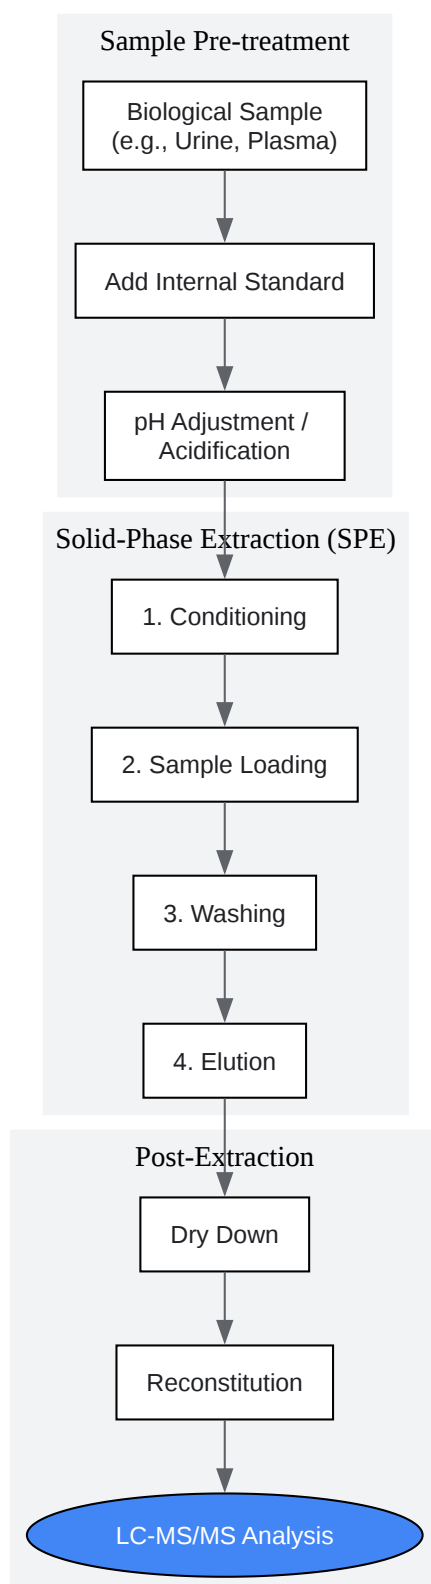 Sample Pre-treatment
Biological Sample
(e.g., Urine, Plasma)
Add Internal Standard
pH Adjustment /
Acidification
Solid-Phase Extraction (SPE)
1. Conditioning
2. Sample Loading
3. Washing
4. Elution
Post-Extraction
Dry Down
Reconstitution
LC-MS/MS Analysis